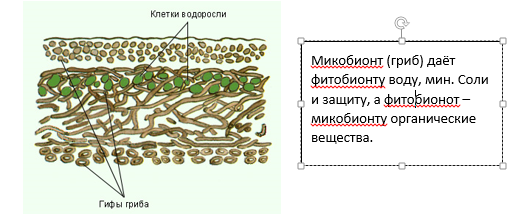 Клетки водоросли
Гифы гриба
Микобионт (гриб) даёт
фитобионту воду, мин. Соли
и защиту, а фитобионот –
микобионту органические
вещества.